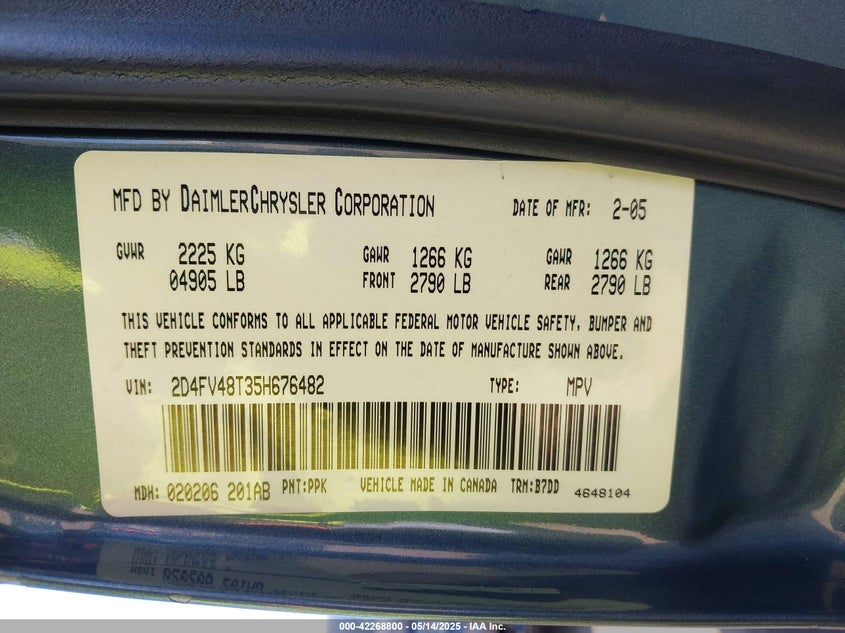 MFD BY DAIMLERCHRYSLER CORPORATION DATE OF MFR: 2-05
GVWR 2225 KG GAWR 1266 KG GAWR 1266 KG
04905 LB FRONT 2790 LB REAR 2790 LB
THIS VEHICLE CONFORMS TO ALL APPLICABLE FEDERAL MOTOR VEHICLE SAFETY, BUMPER AND
THEFT PREVENTION STANDARDS IN EFFECT ON THE DATE OF MANUFACTURE SHOWN ABOVE.
VIN: 2D4FV48T35H676482 TYPE: MPV
MDH: 020206 201AB PNT:PPK VEHICLE MADE IN CANADA TRM:B7DD 4648104
000-42268800 - 05/14/2025 - IAA Inc.